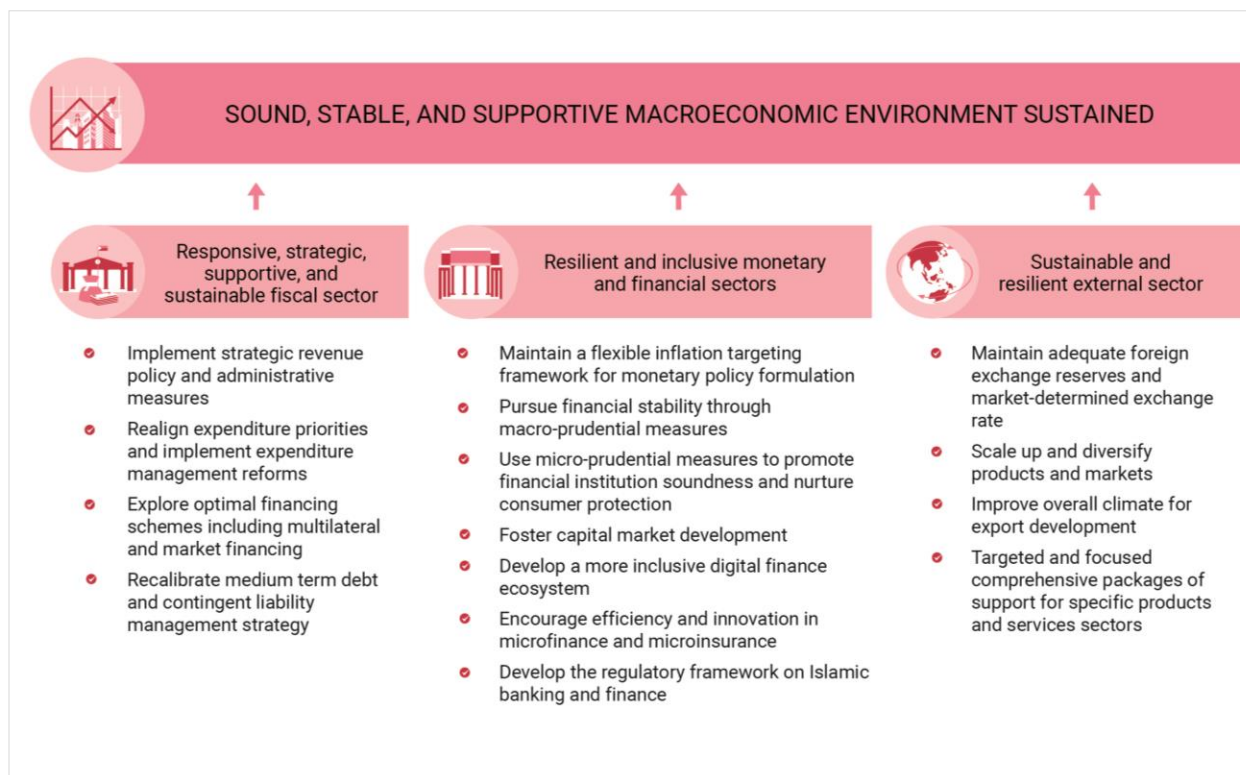 SOUND, STABLE, AND SUPPORTIVE MACROECONOMIC ENVIRONMENT SUSTAINED
Responsive, strategic,
supportive, and
sustainable fiscal sector
Implement strategic revenue
policy and administrative
measures
Realign expenditure priorities
and implement expenditure
management reforms
Explore optimal financing
schemes including multilateral
and market financing
Recalibrate medium term debt
and contingent liability
management strategy
Resilient and inclusive monetary
and financial sectors
Maintain a flexible inflation targeting
framework for monetary policy formulation
Pursue financial stability through
macro-prudential measures
Use micro-prudential measures to promote
financial institution soundness and nurture
consumer protection
Foster capital market development
Develop a more inclusive digital finance
ecosystem
Encourage efficiency and innovation in
microfinance and microinsurance
Develop the regulatory framework on Islamic
banking and finance
Sustainable and
resilient external sector
Maintain adequate foreign
exchange reserves and
market-determined exchange
rate
Scale up and diversify
products and markets
Improve overall climate for
export development
Targeted and focused
comprehensive packages of
support for specific products
and services sectors